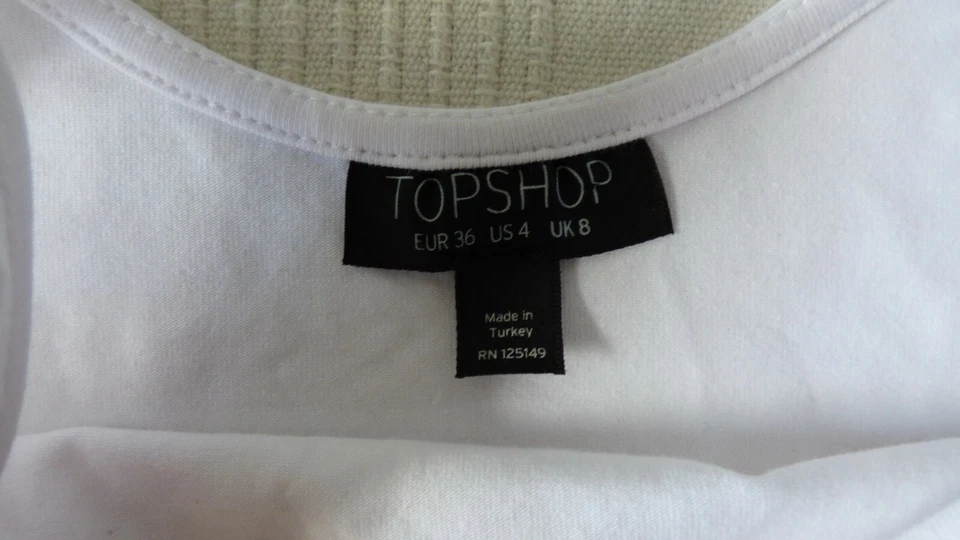 TOPSHOP
EUR 36 US 4 UK 8
Made in
Turkey
RN 125149